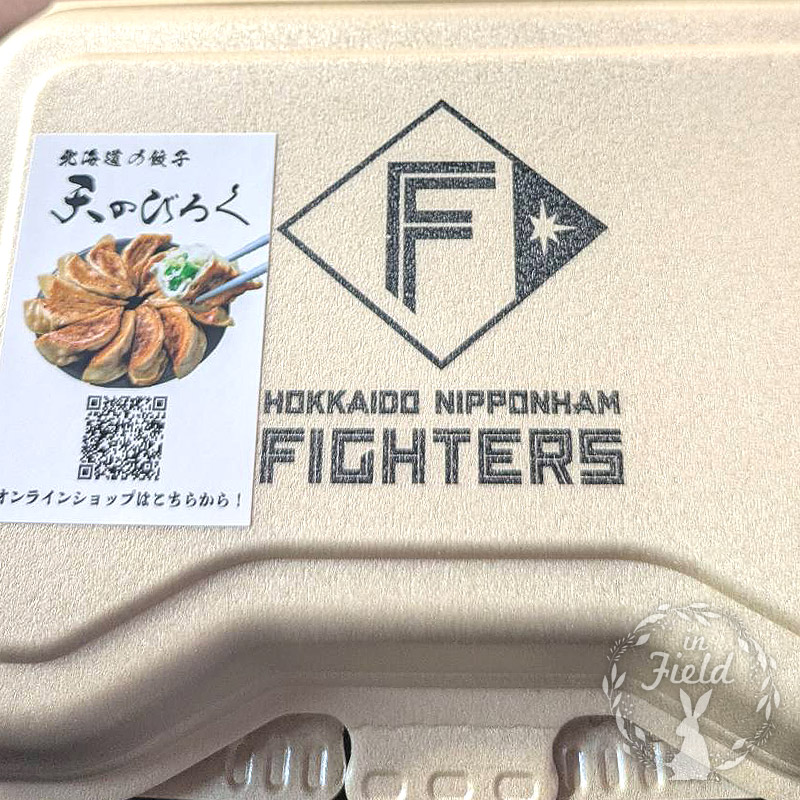 北海道の餃子
天のびろく
オンラインショップはこちらから！
F
HOKKAIDO NIPPONHAM
FIGHTERS
in
Field